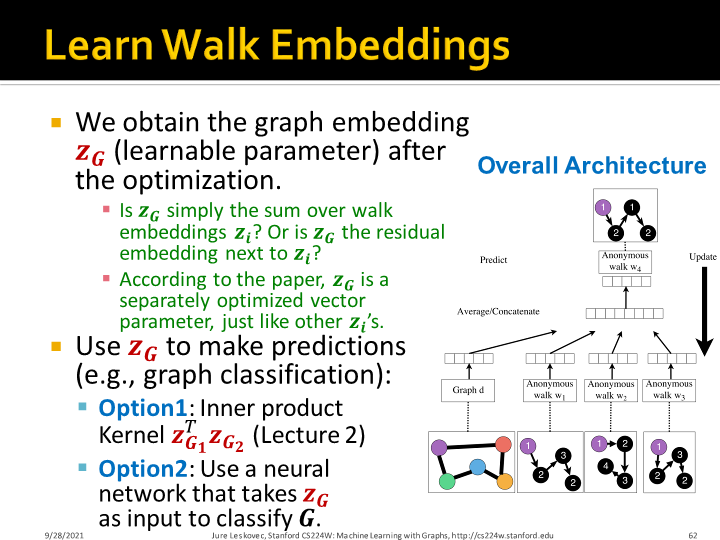 Learn Walk Embeddings
We obtain the graph embedding
z_G (learnable parameter) after
the optimization.
Is z_G simply the sum over walk
embeddings z_i? Or is z_G the residual
embedding next to z_i?
According to the paper, z_G is a
separately optimized vector
parameter, just like other z_i's.
Use z_G to make predictions
(e.g., graph classification):
Option1: Inner product
Kernel z_{G_1}^T z_{G_2} (Lecture 2)
Option2: Use a neural
network that takes z_G
as input to classify G.
Overall Architecture
1 1
2 2
Predict
Anonymous
walk w4
Update
Average/Concatenate
Graph d
Anonymous
walk w1
Anonymous
walk w2
Anonymous
walk w3
1
3
2
2
1 2
4
3
1
3
2
2
9/28/2021
Jure Leskovec, Stanford CS224W: Machine Learning with Graphs, http://cs224w.stanford.edu
62